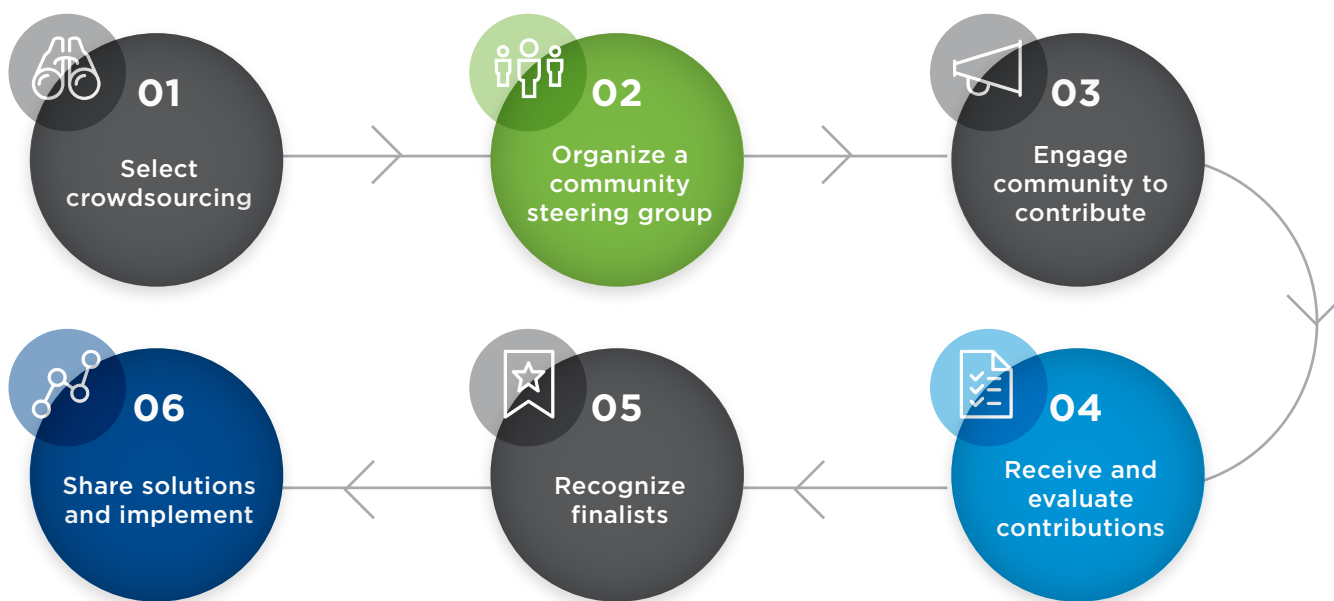 01
Select
crowdsourcing
02
Organize a
community
steering group
03
Engage
community to
contribute
04
Receive and
evaluate
contributions
05
Recognize
finalists
06
Share solutions
and implement